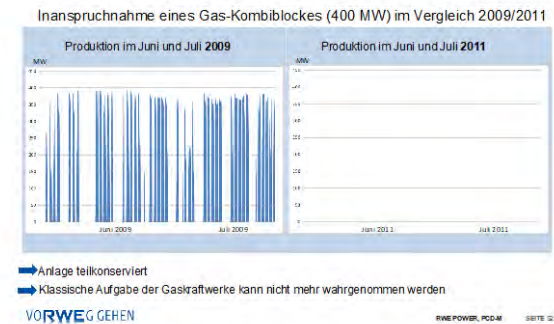 Inanspruchnahme eines Gas-Kombiblockes (400 MW) im Vergleich 2009/2011
Produktion im Juni und Juli 2009
Produktion im Juni und Juli 2011
MW
MW
Juni 2009
Juli 2009
Juni 2011
Juli 2011
Anlage teilkonserviert
Klassische Aufgabe der Gaskraftwerke kann nicht mehr wahrgenommen werden
VORWEG GEHEN
RWE POWER, PCD-M
SEITE 12